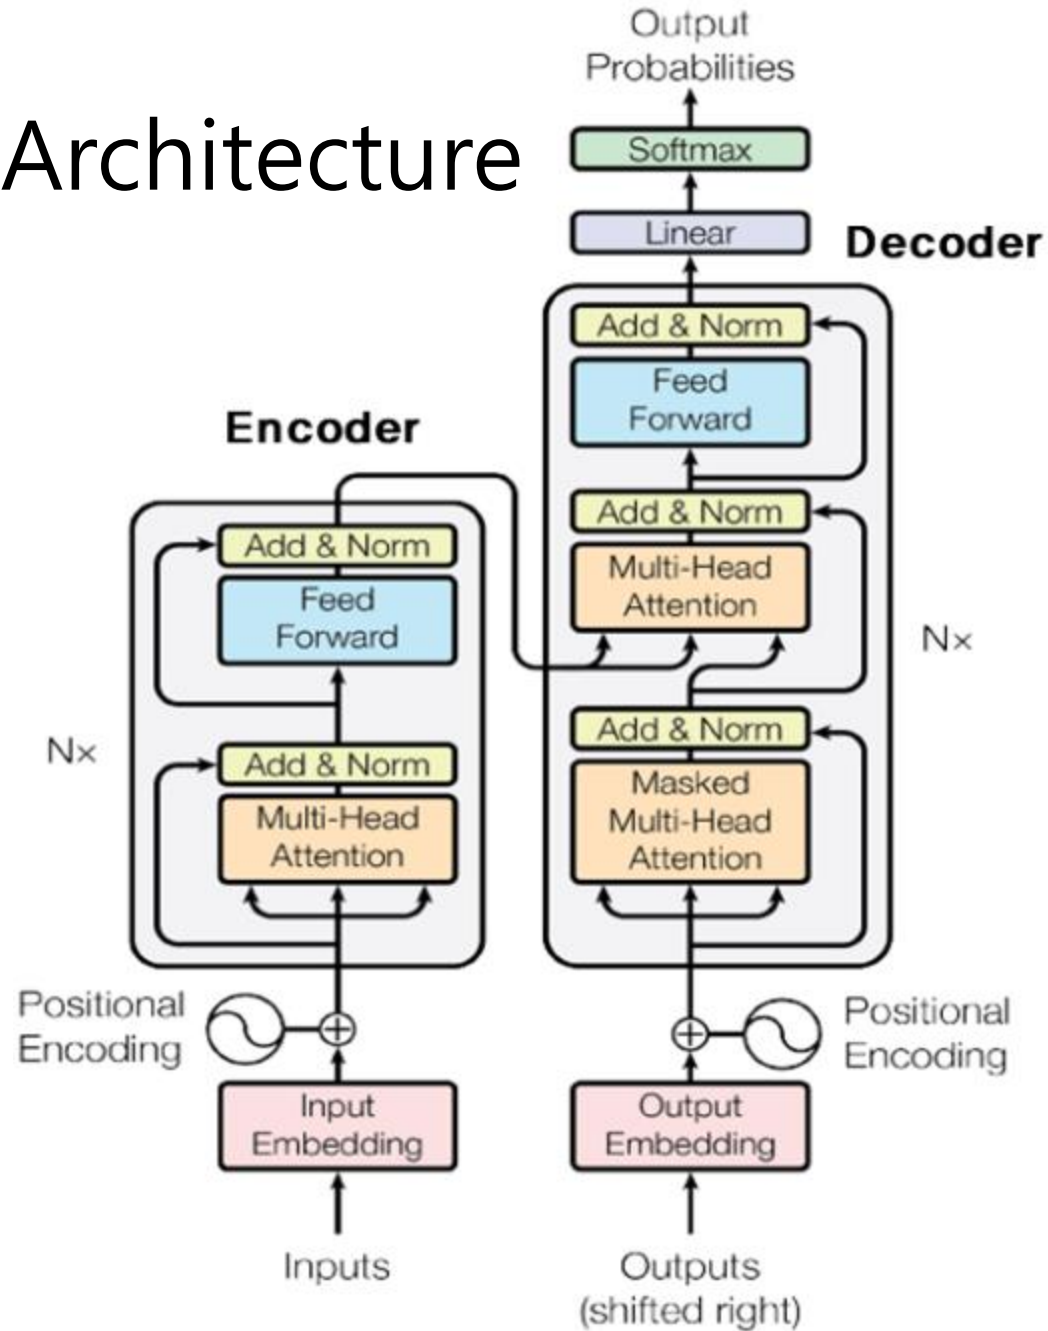 Architecture
Output
Probabilities
Softmax
Linear
Decoder
Add & Norm
Feed
Forward
Add & Norm
Multi-Head
Attention
Nx
Add & Norm
Masked
Multi-Head
Attention
Positional
Encoding
Output
Embedding
Outputs
(shifted right)
Encoder
Add & Norm
Feed
Forward
Nx
Add & Norm
Multi-Head
Attention
Positional
Encoding
Input
Embedding
Inputs